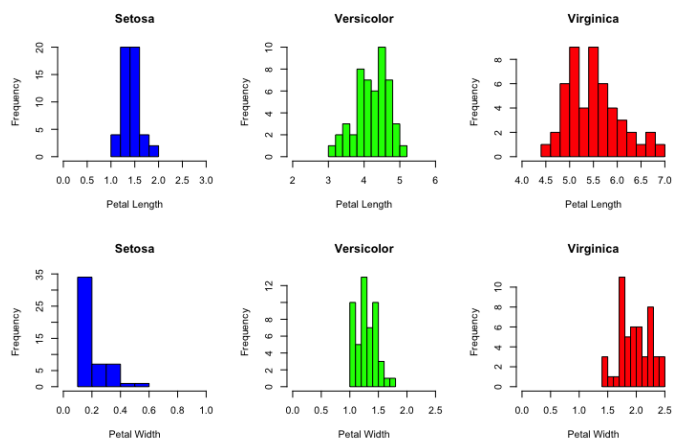 Setosa
Versicolor
Virginica
Frequency
0 5 10 15 20
0.0 0.5 1.0 1.5 2.0 2.5 3.0
Petal Length
Frequency
0 2 4 6 8 10
2 3 4 5 6
Petal Length
Frequency
0 2 4 6 8
4.0 4.5 5.0 5.5 6.0 6.5 7.0
Petal Length
Setosa
Versicolor
Virginica
Frequency
0 5 15 25 35
0.0 0.2 0.4 0.6 0.8 1.0
Petal Width
Frequency
0 2 4 6 8 12
0.0 0.5 1.0 1.5 2.0 2.5
Petal Width
Frequency
0 2 4 6 8 10
0.0 0.5 1.0 1.5 2.0 2.5
Petal Width